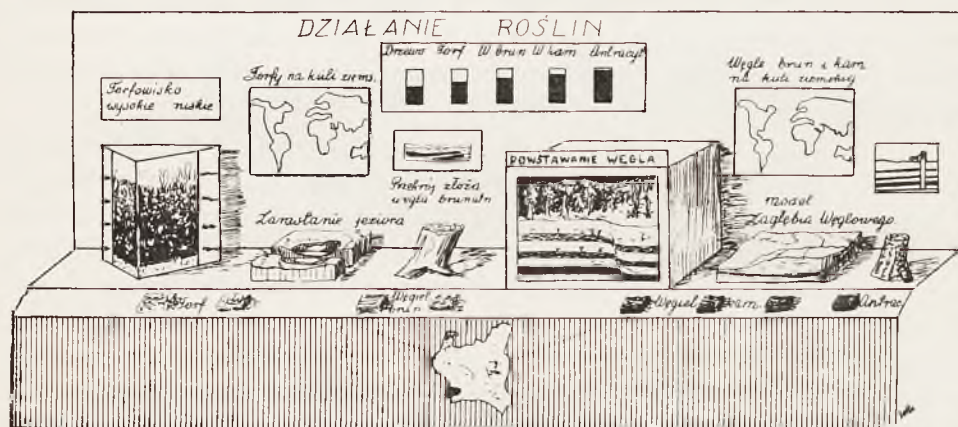 DZIAŁANIE ROŚLIN
Drzewo Torf W brun W kam Antracyt
Torfowisko
wysokie niskie
Torfy na kuli ziems.
Węgle brun i kam
na kuli ziemskiej
Przekrój złoża
węgla brunatn
POWSTAWANIE WĘGLA
Zarastanie jeziora
model
Zagłębia Węglowego
Torf
Węgiel
brun
Węgiel kam.
Antrac.